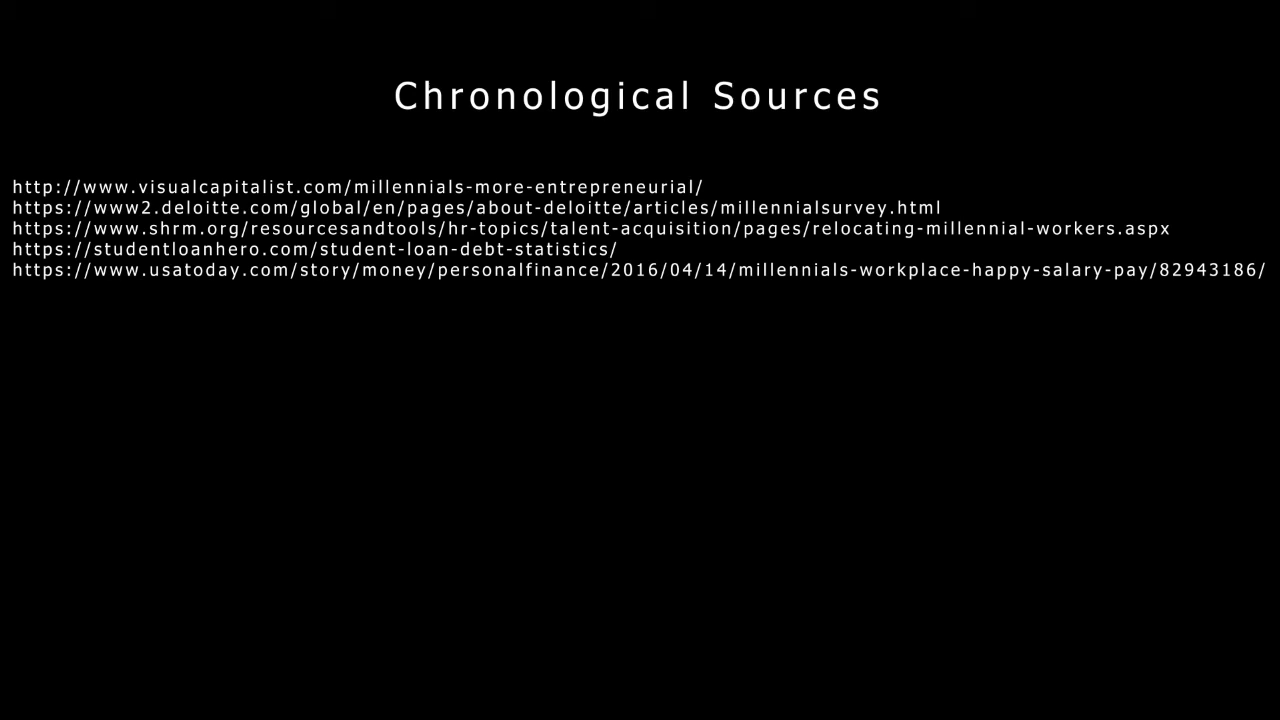 Chronological Sources
http://www.visualcapitalist.com/millennials-more-entrepreneurial/
https://www2.deloitte.com/global/en/pages/about-deloitte/articles/millennialsurvey.html
https://www.shrm.org/resourcesandtools/hr-topics/talent-acquisition/pages/relocating-millennial-workers.aspx
https://studentloanhero.com/student-loan-debt-statistics/
https://www.usatoday.com/story/money/personalfinance/2016/04/14/millennials-workplace-happy-salary-pay/82943186/